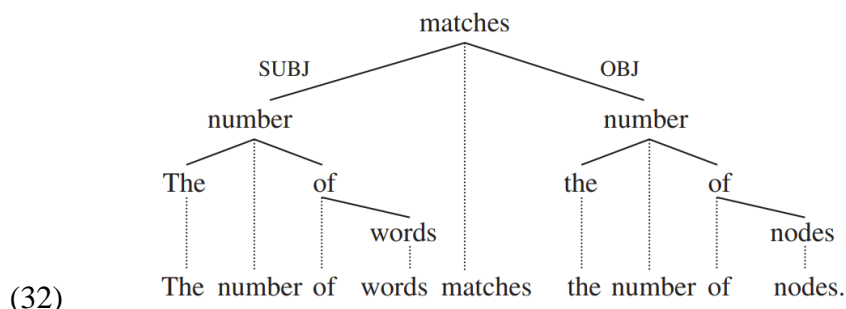 matches
SUBJ OBJ
number number
The of the of
words nodes
(32) The number of words matches the number of nodes.